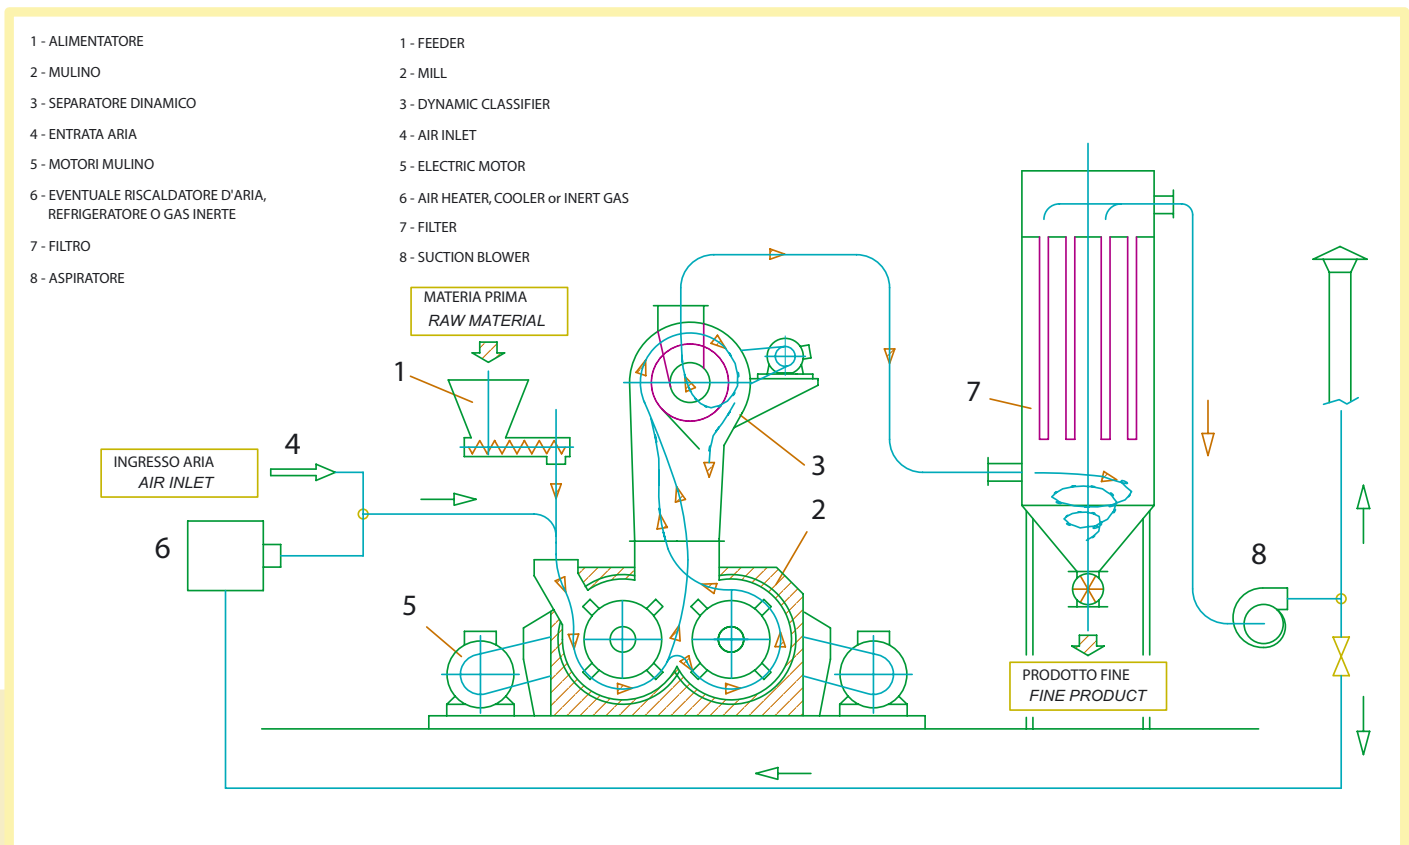 1 - ALIMENTATORE
2 - MULINO
3 - SEPARATORE DINAMICO
4 - ENTRATA ARIA
5 - MOTORI MULINO
6 - EVENTUALE RISCALDATORE D'ARIA,
REFRIGERATORE O GAS INERTE
7 - FILTRO
8 - ASPIRATORE
1 - FEEDER
2 - MILL
3 - DYNAMIC CLASSIFIER
4 - AIR INLET
5 - ELECTRIC MOTOR
6 - AIR HEATER, COOLER or INERT GAS
7 - FILTER
8 - SUCTION BLOWER
MATERIA PRIMA
RAW MATERIAL
1
7
4
INGRESSO ARIA
AIR INLET
3
2
6
8
5
PRODOTTO FINE
FINE PRODUCT